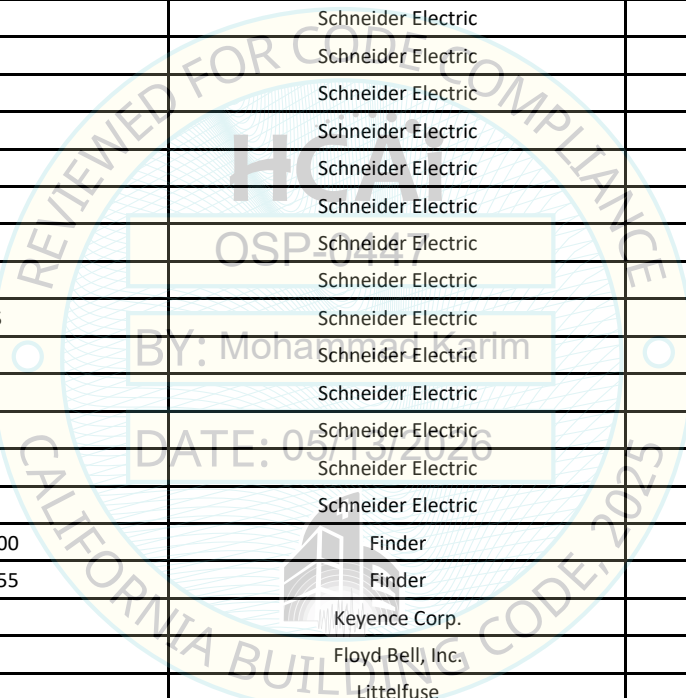 Schneider Electric
Schneider Electric
Schneider Electric
Schneider Electric
Schneider Electric
Schneider Electric
Schneider Electric
Schneider Electric
Schneider Electric
Schneider Electric
Schneider Electric
Schneider Electric
Schneider Electric
Schneider Electric
00 Finder
55 Finder
Keyence Corp.
Floyd Bell, Inc.
Littelfuse
REVIEWED FOR CODE COMPLIANCE
HCAi
OSP-0447
BY: Mohammad Karim
DATE: 05/13/2026
CALIFORNIA BUILDING CODE, 2025